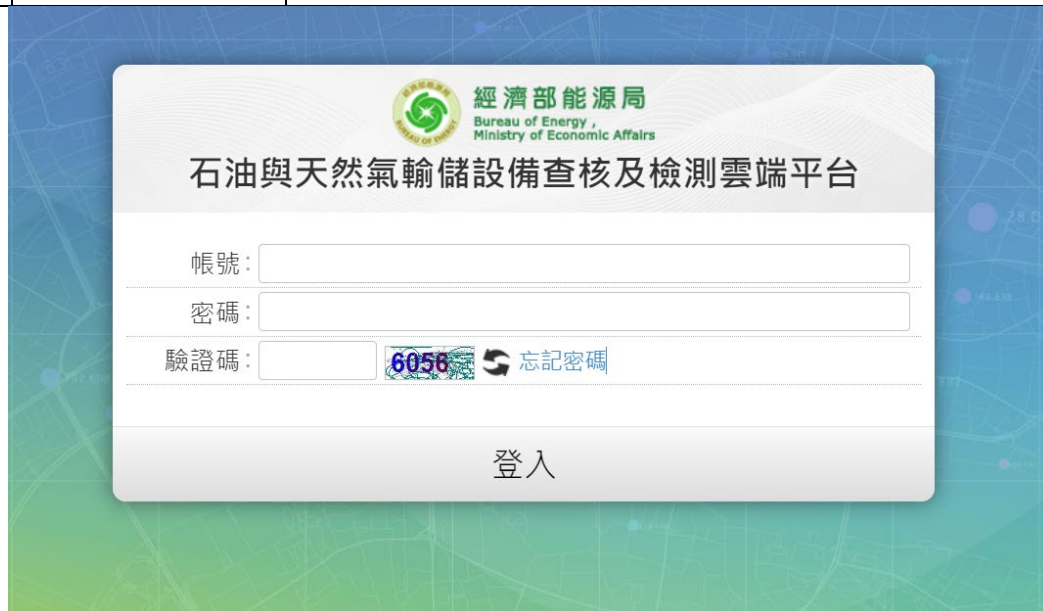 經濟部能源局
Bureau of Energy ,
Ministry of Economic Affairs
石油與天然氣輸儲設備查核及檢測雲端平台
帳號：
密碼：
驗證碼： 6056 忘記密碼
登入